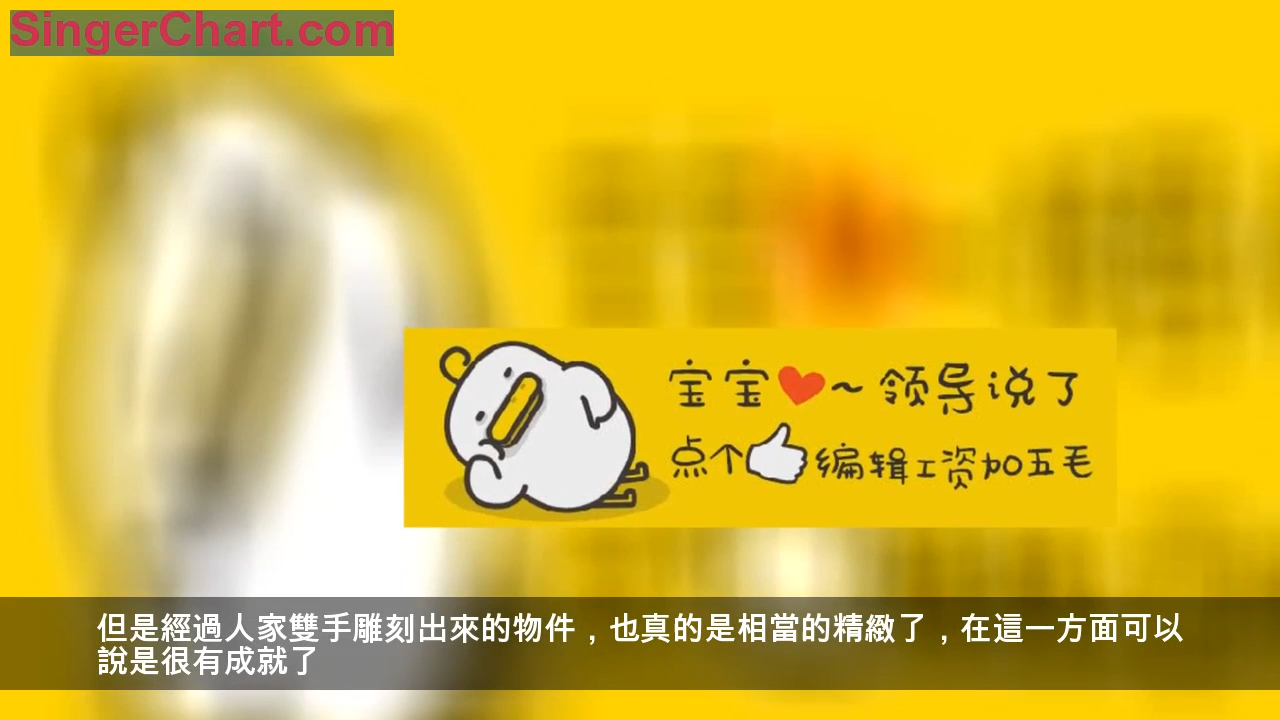 SingerChart.com
宝宝~领导说了
点个编辑工资加五毛
但是經過人家雙手雕刻出來的物件，也真的是相當的精緻了，在這一方面可以
說是很有成就了